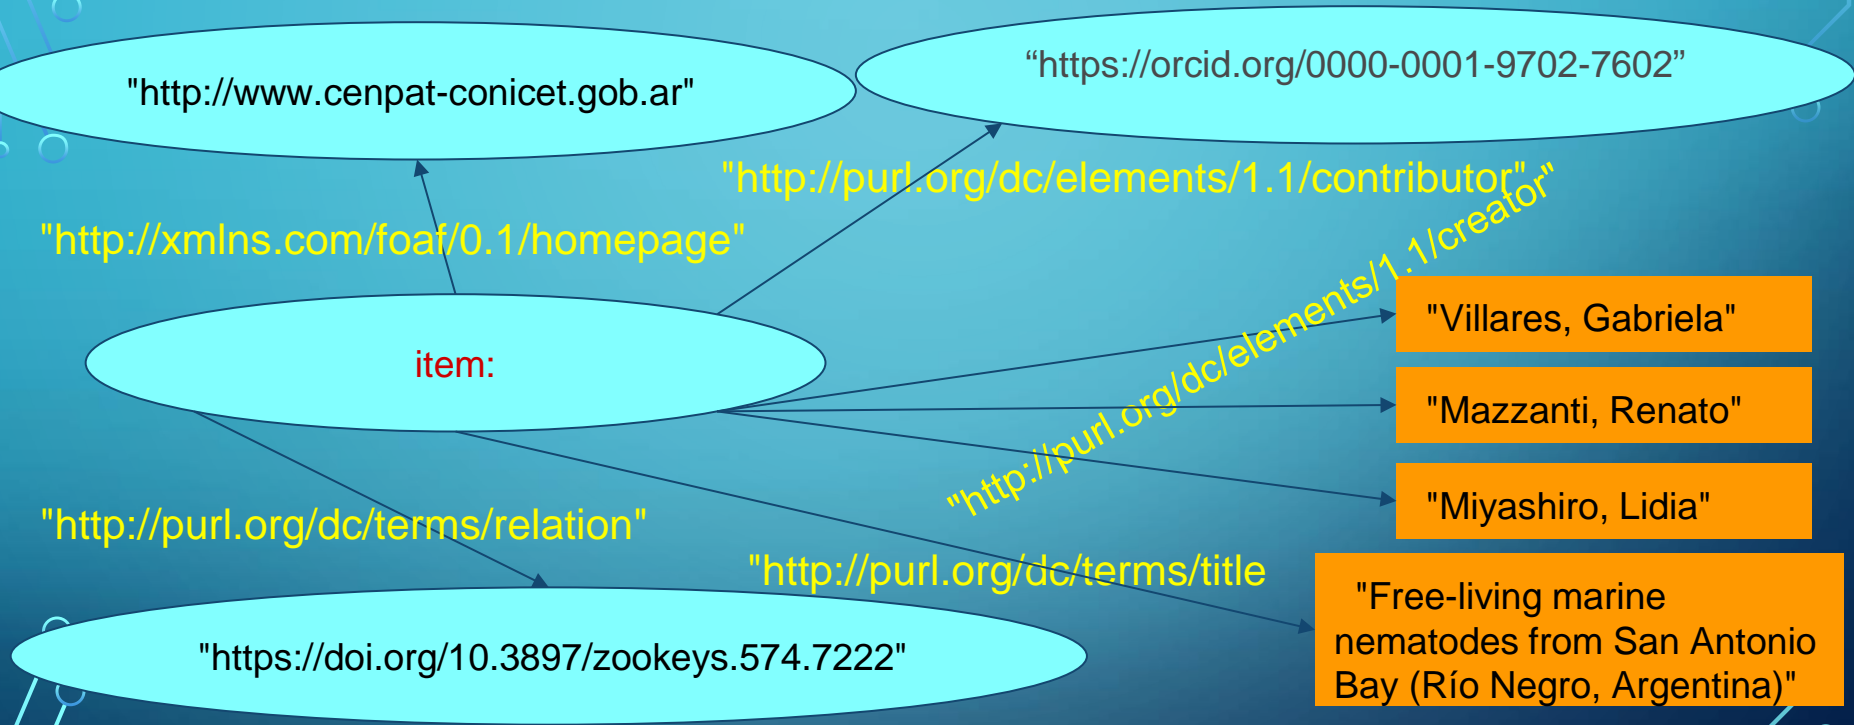 "http://www.cenpat-conicet.gob.ar"
“https://orcid.org/0000-0001-9702-7602”
"http://purl.org/dc/elements/1.1/contributor"
"http://xmlns.com/foaf/0.1/homepage"
"http://purl.org/dc/elements/1.1/creator"
item:
"Villares, Gabriela"
"Mazzanti, Renato"
"Miyashiro, Lidia"
"http://purl.org/dc/terms/relation"
"http://purl.org/dc/terms/title
"Free-living marine
nematodes from San Antonio
Bay (Río Negro, Argentina)"
"https://doi.org/10.3897/zookeys.574.7222"